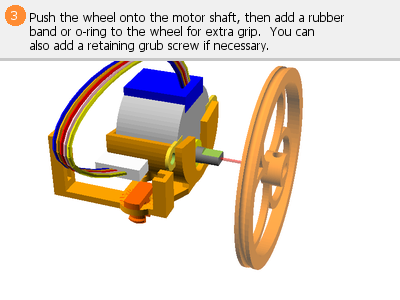 3 Push the wheel onto the motor shaft, then add a rubber
band or o-ring to the wheel for extra grip.  You can
also add a retaining grub screw if necessary.